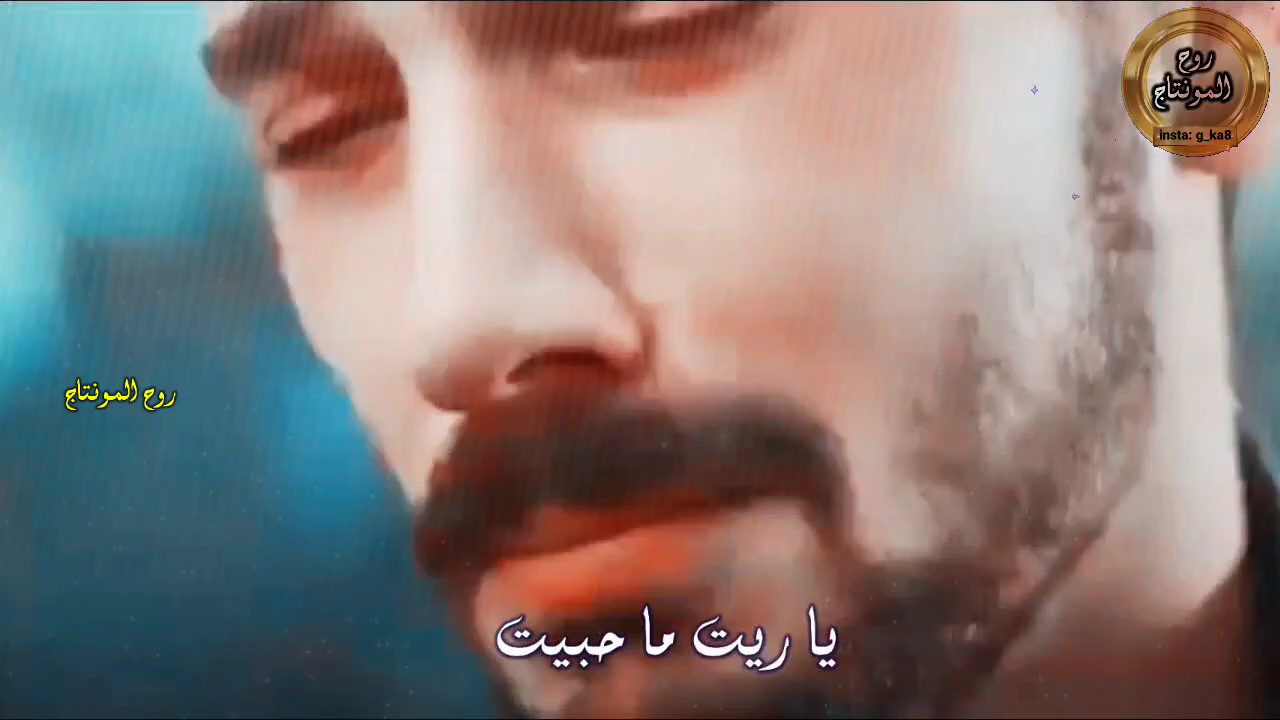 روح
المونتاج
insta: g_ka8
روح المونتاج
يا ريت ما حبيت